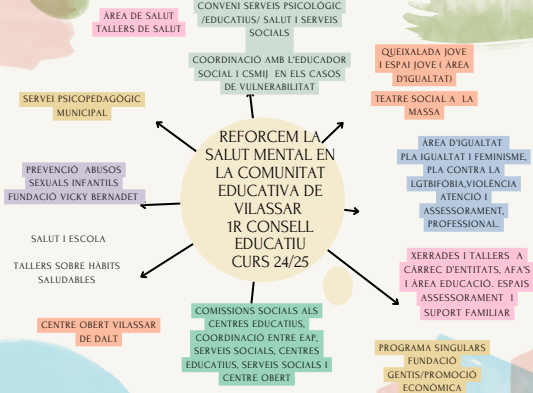 ÀREA DE SALUT
TALLERS DE SALUT
CONVENI SERVEIS PSICOLÒGIC
/EDUCATIUS/ SALUT I SERVEIS
SOCIALS
COORDINACIÓ AMB L'EDUCADOR
SOCIAL I CSMIJ EN ELS CASOS
DE VULNERABILITAT
QUEIXALADA JOVE
I ESPAI JOVE ( ÀREA
D'IGUALTAT)
TEATRE SOCIAL A LA
MASSA
SERVEI PSICOPEDAGÒGIC
MUNICIPAL
REFORCEM LA
SALUT MENTAL EN
LA COMUNITAT
EDUCATIVA DE
VILASSAR
1R CONSELL
EDUCATIU
CURS 24/25
ÀREA D'IGUALTAT
PLA IGUALTAT I FEMINISME,
PLA CONTRA LA
LGTBIFÒBIA,VIOLÈNCIA
ATENCIÓ I
ASSESSORAMENT,
PROFESSIONAL.
PREVENCIÓ ABUSOS
SEXUALS INFANTILS
FUNDACIÓ VICKY BERNADET
SALUT I ESCOLA
TALLERS SOBRE HÀBITS
SALUDABLES
XERRADES I TALLERS A
CÀRREC D'ENTITATS, AFA'S
I ÀREA EDUCACIÓ. ESPAIS
ASSESSORAMENT I
SUPORT FAMILIAR
CENTRE OBERT VILASSAR
DE DALT
COMISSIONS SOCIALS ALS
CENTRES EDUCATIUS,
COORDINACIÓ ENTRE EAP,
SERVEIS SOCIALS, CENTRES
EDUCATIUS, SERVEIS SOCIALS I
CENTRE OBERT
PROGRAMA SINGULARS
FUNDACIÓ
GENTIS/PROMOCIÓ
ECONÒMICA